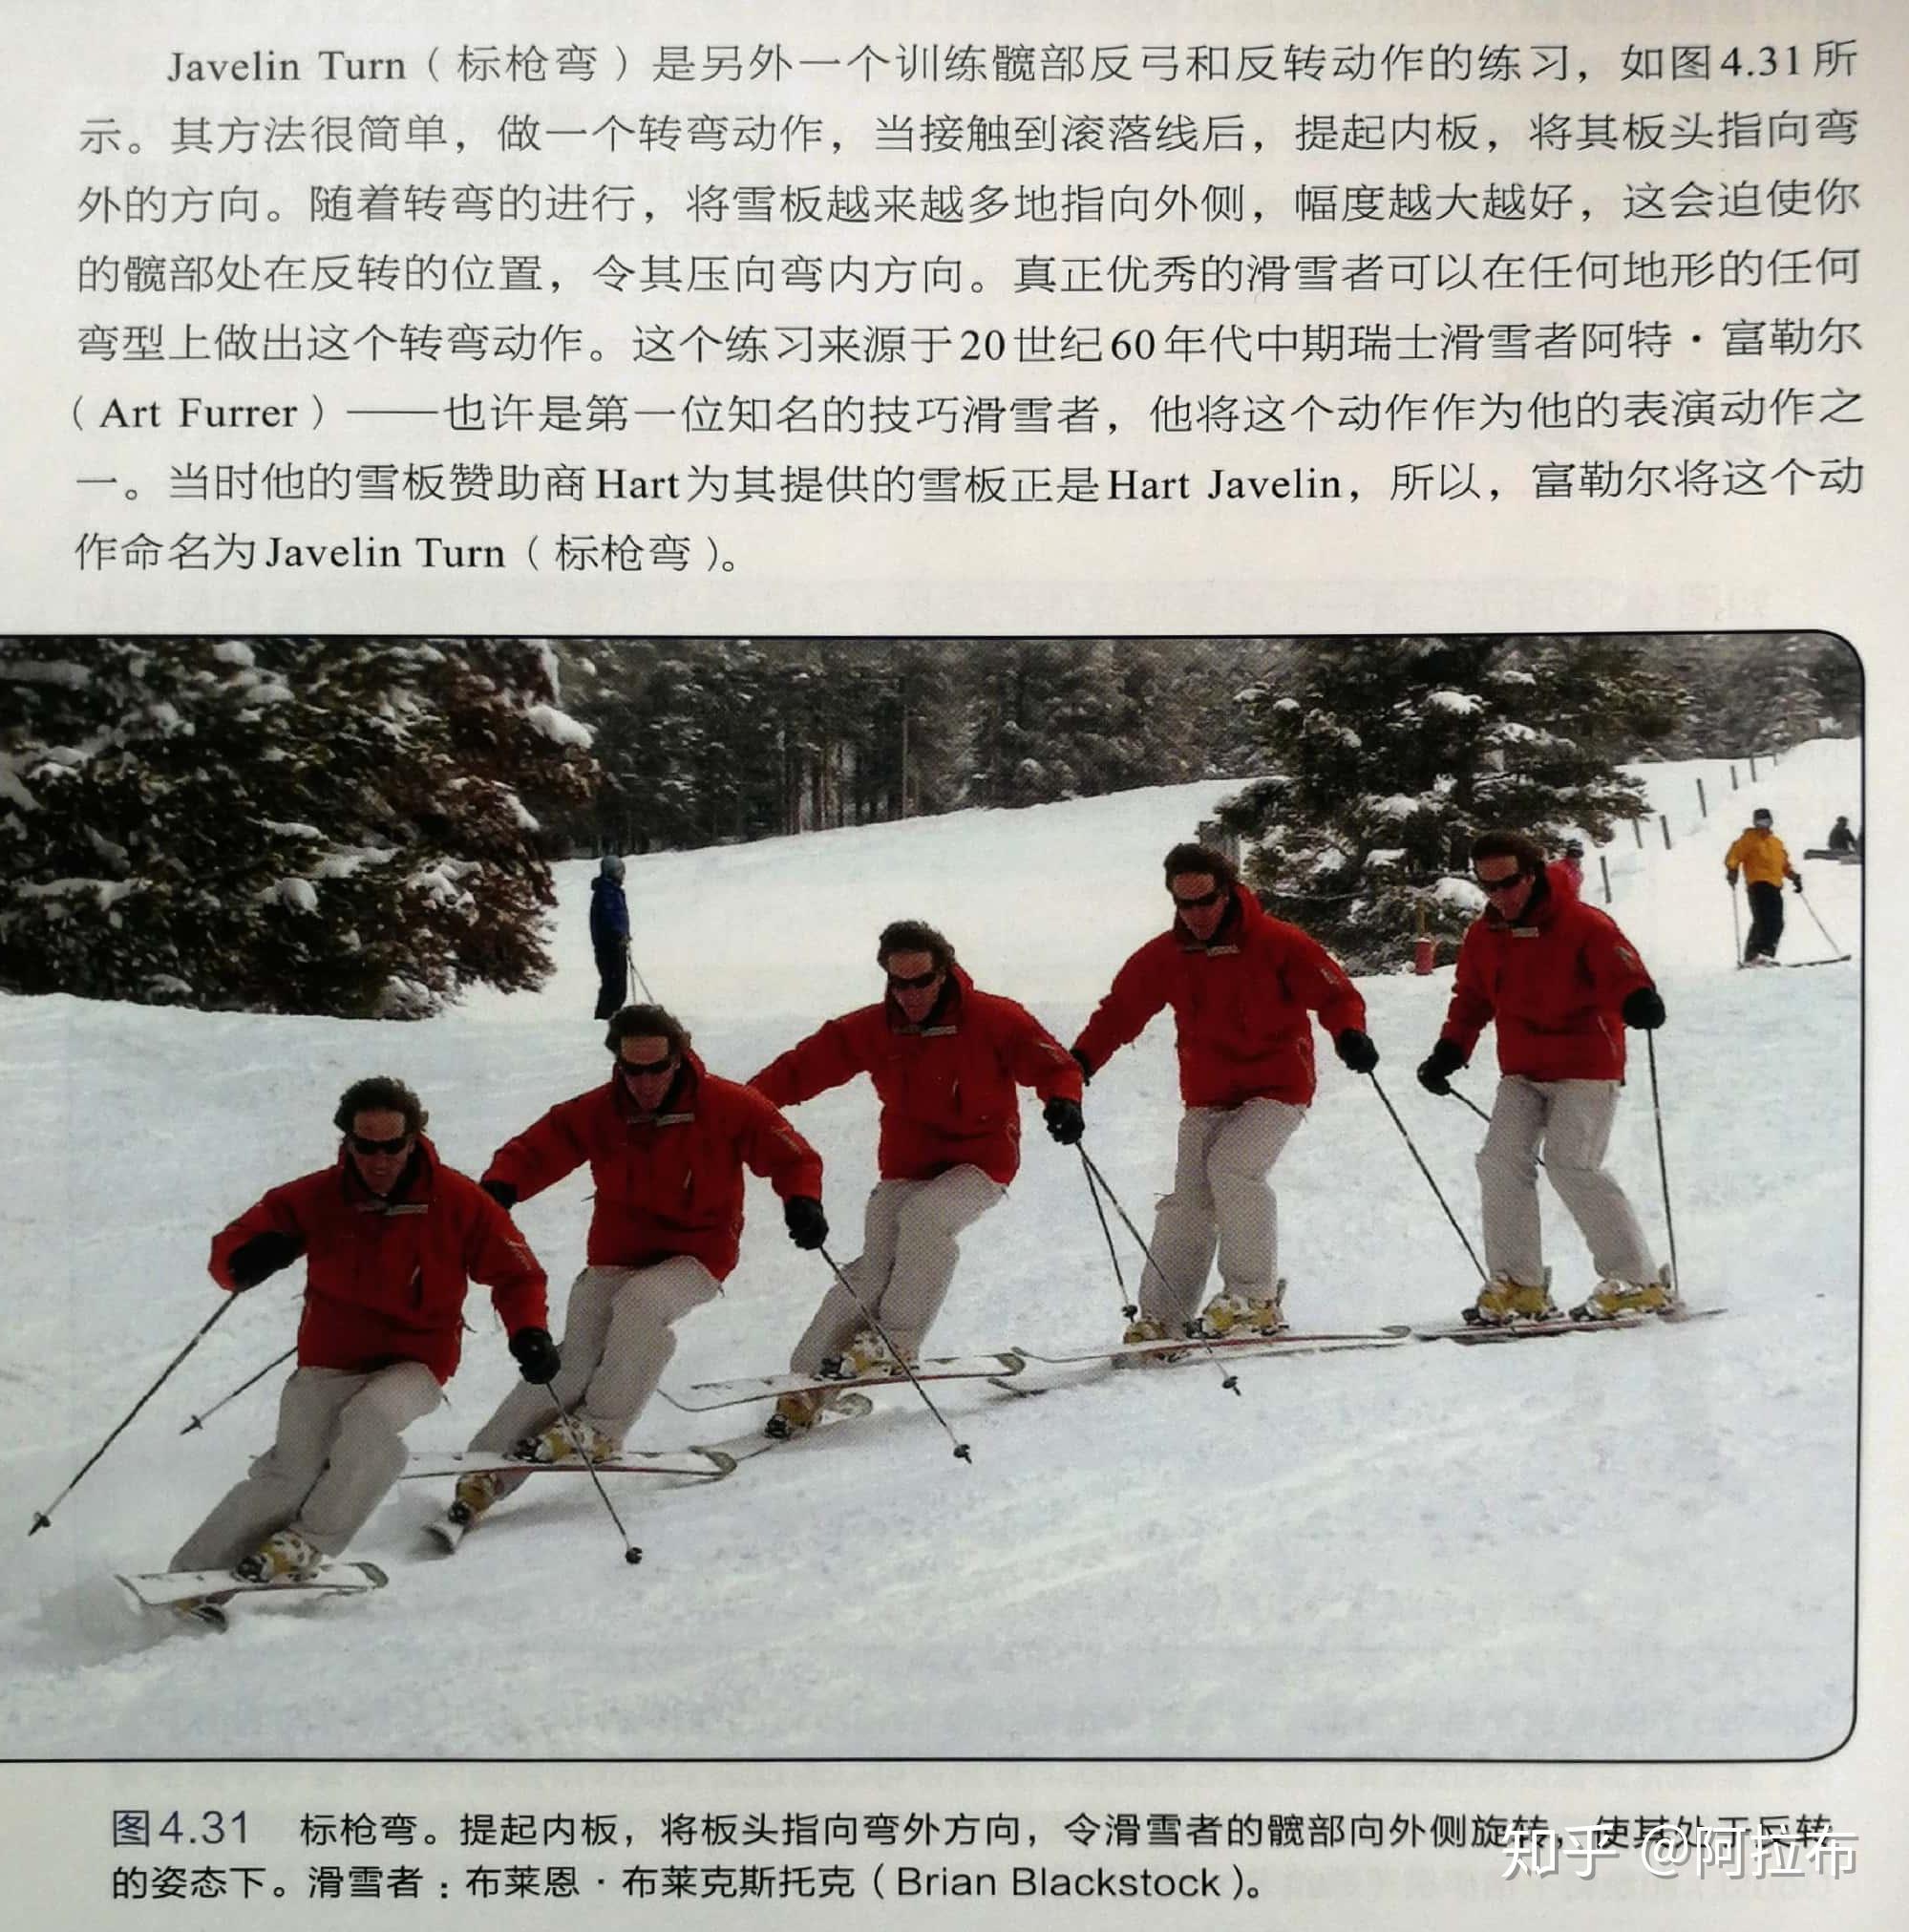 Javelin Turn（标枪弯）是另外一个训练髋部反弓和反转动作的练习，如图4.31所
示。其方法很简单，做一个转弯动作，当接触到滚落线后，提起内板，将其板头指向弯
外的方向。随着转弯的进行，将雪板越来越多地指向外侧，幅度越大越好，这会迫使你
的髋部处在反转的位置，令其压向弯内方向。真正优秀的滑雪者可以在任何地形的任何
弯型上做出这个转弯动作。这个练习来源于20世纪60年代中期瑞士滑雪者阿特·富勒尔
（Art Furrer）——也许是第一位知名的技巧滑雪者，他将这个动作作为他的表演动作之
一。当时他的雪板赞助商Hart为其提供的雪板正是Hart Javelin，所以，富勒尔将这个动
作命名为Javelin Turn（标枪弯）。
图4.31 标枪弯。提起内板，将板头指向弯外方向，令滑雪者的髋部向外侧旋转，使其处于反转
的姿态下。滑雪者：布莱恩·布莱克斯托克（Brian Blackstock）。
知乎 @阿拉布